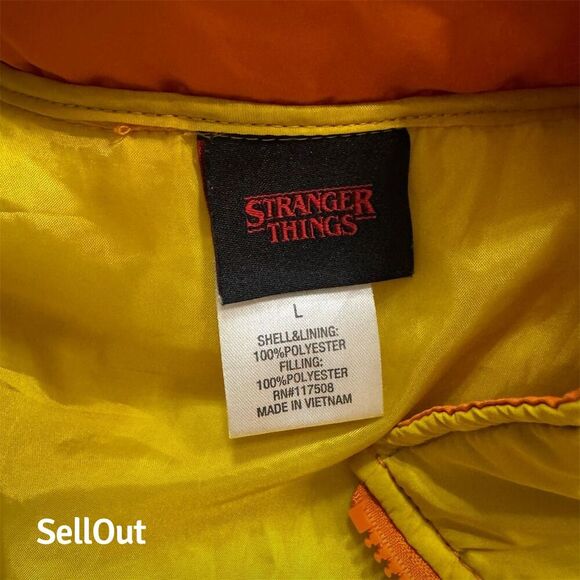 STRANGER
THINGS
L
SHELL&LINING:
100%POLYESTER
FILLING:
100%POLYESTER
RN#117508
MADE IN VIETNAM
SellOut